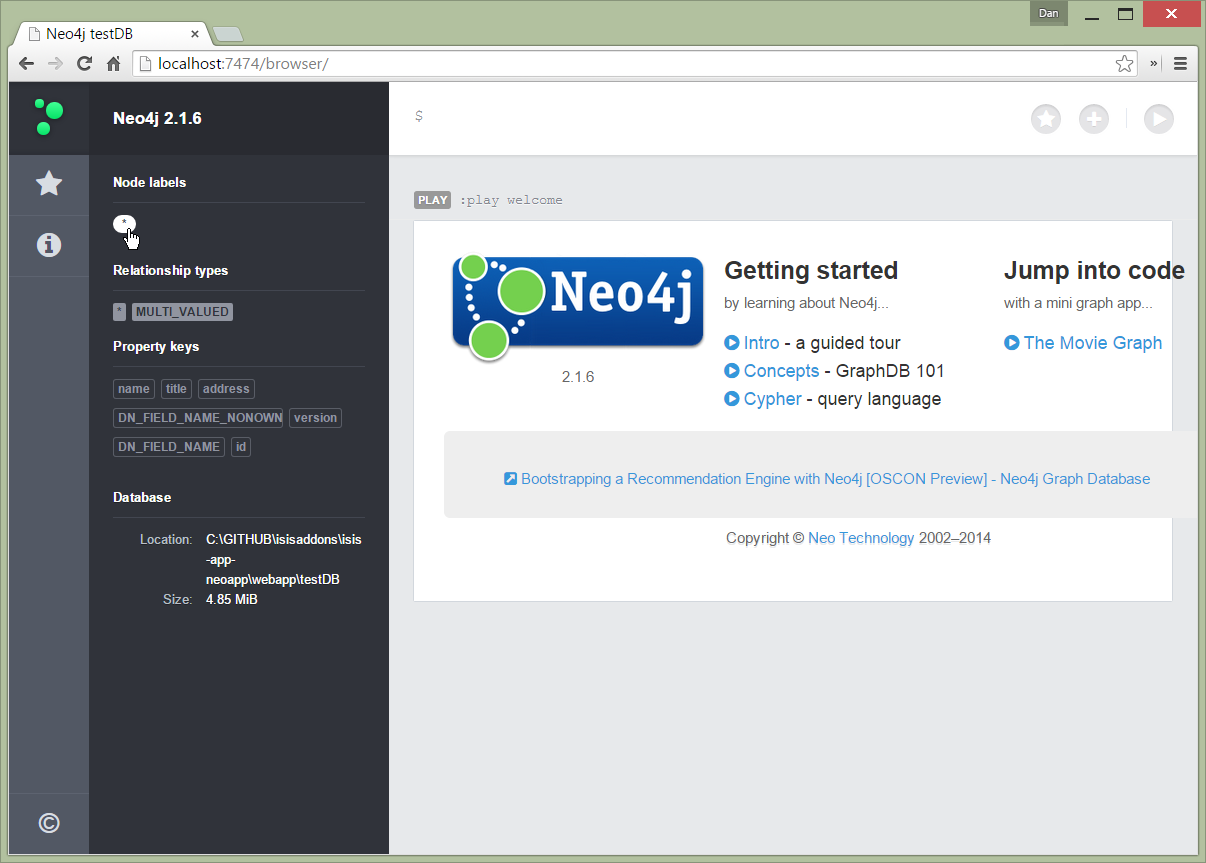 Dan
Neo4j testDB
localhost:7474/browser/
»
Neo4j 2.1.6
$
Node labels
*
Relationship types
* MULTI_VALUED
Property keys
name title address
DN_FIELD_NAME_NONOWN version
DN_FIELD_NAME id
Database
Location: C:\GITHUB\isisaddons\isis
-app-
neoapp\webapp\testDB
Size: 4.85 MiB
©
PLAY :play welcome
Neo4j
2.1.6
Getting started
by learning about Neo4j...
Intro - a guided tour
Concepts - GraphDB 101
Cypher - query language
Jump into code
with a mini graph app...
The Movie Graph
Bootstrapping a Recommendation Engine with Neo4j [OSCON Preview] - Neo4j Graph Database
Copyright © Neo Technology 2002–2014